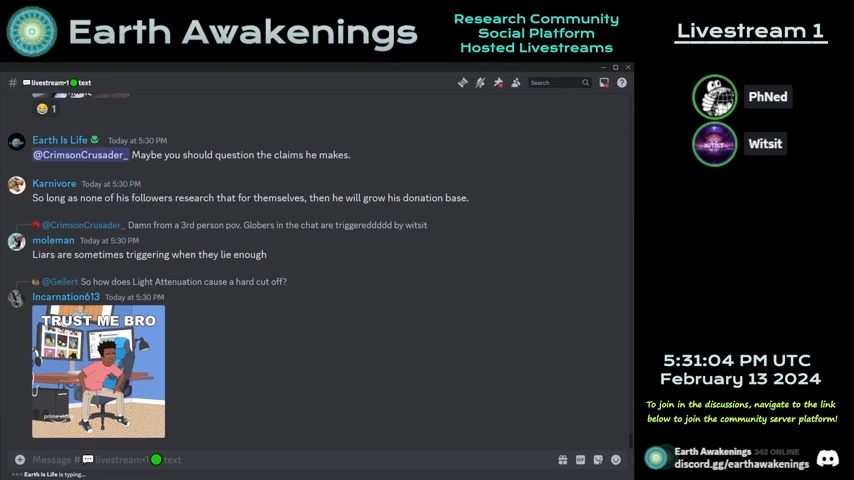 Earth Awakenings
Research Community
Social Platform
Hosted Livestreams
Livestream 1
# livestream•1 text
Search
PhNed
Witsit
1
Earth Is Life Today at 5:30 PM
@CrimsonCrusader_ Maybe you should question the claims he makes.
Karnivore Today at 5:30 PM
So long as none of his followers research that for themselves, then he will grow his donation base.
@CrimsonCrusader_ Damn from a 3rd person pov. Globers in the chat are triggereddddd by witsit
moleman Today at 5:30 PM
Liars are sometimes triggering when they lie enough
@Geilert So how does Light Attenuation cause a hard cut off?
Incarnation613 Today at 5:30 PM
TRUST ME BRO
prime video
5:31:04 PM UTC
February 13 2024
To join in the discussions, navigate to the link
below to join the community server platform!
Message # livestream•1 text
Earth Is Life is typing...
Earth Awakenings 342 ONLINE
discord.gg/earthawakenings